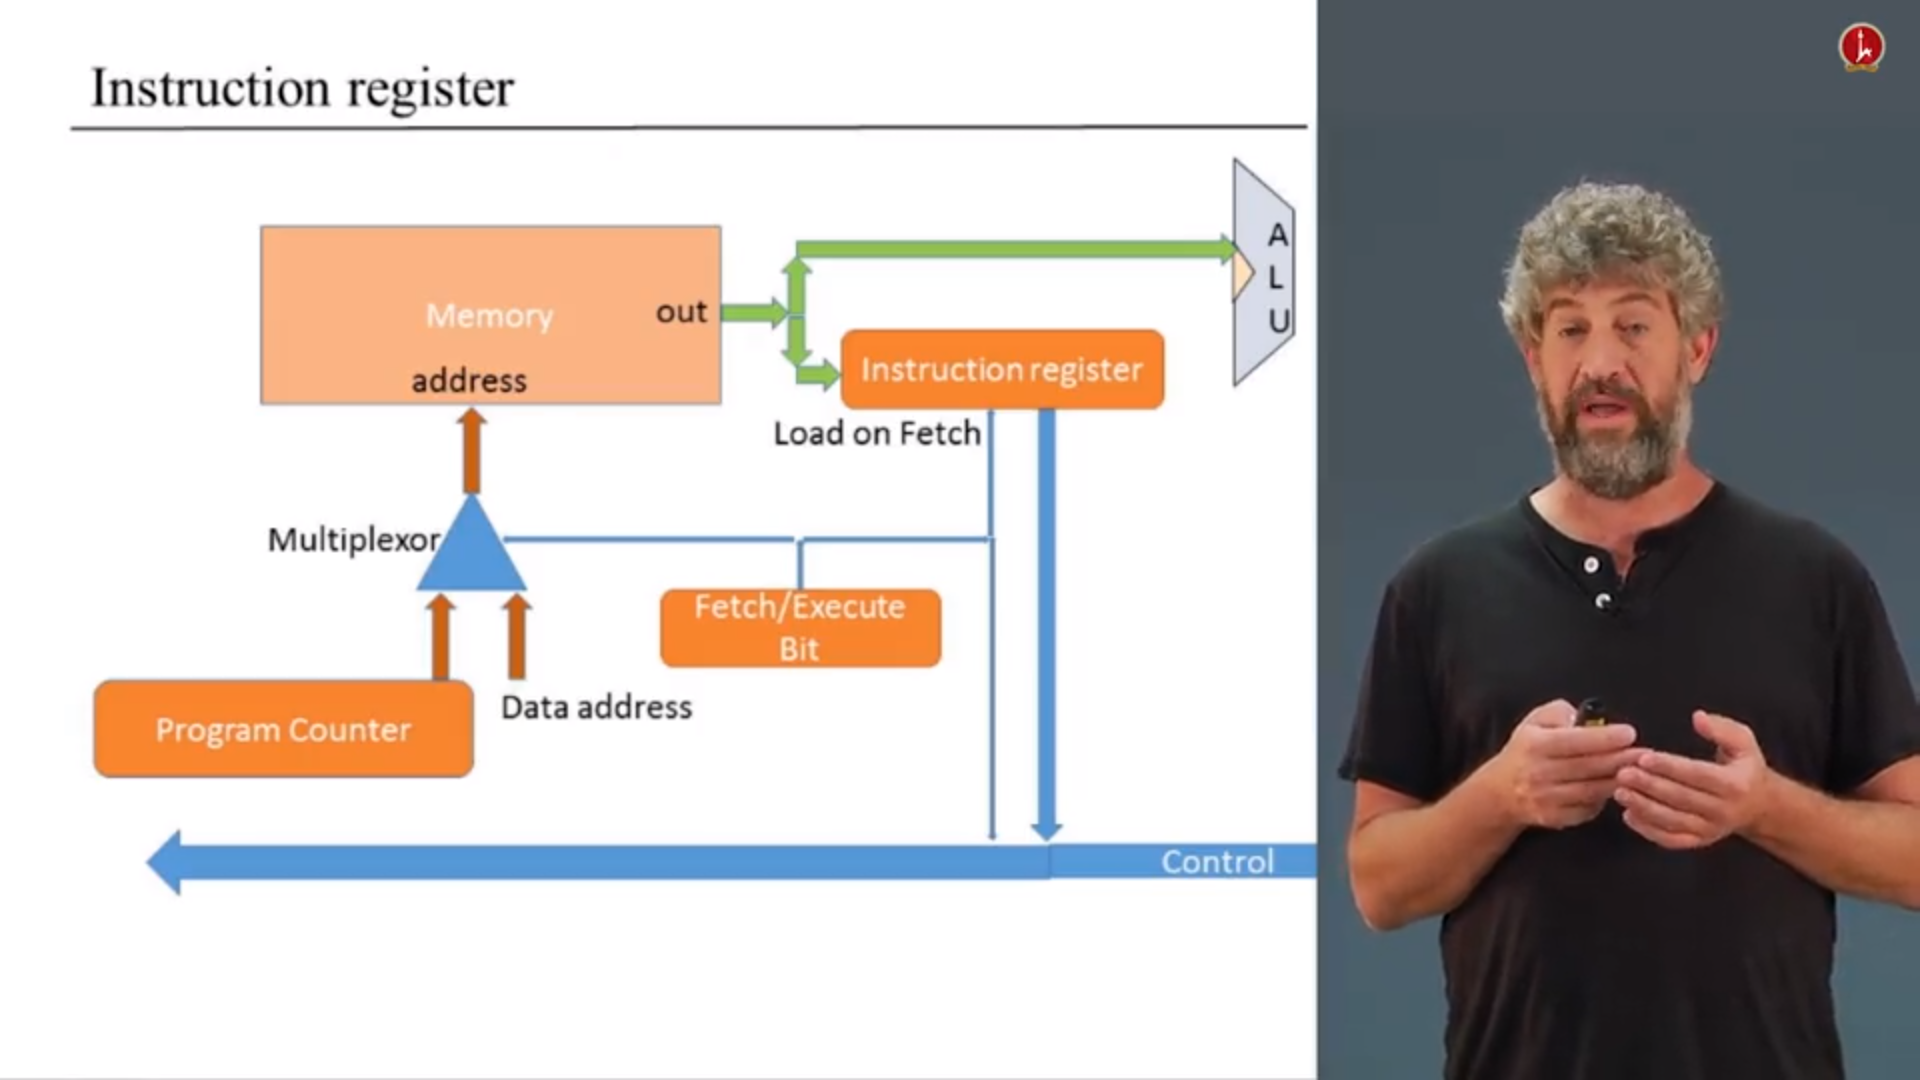 Instruction register
A
L
U
Memory
out
address
Instruction register
Load on Fetch
Multiplexor
Fetch/Execute
Bit
Data address
Program Counter
Control